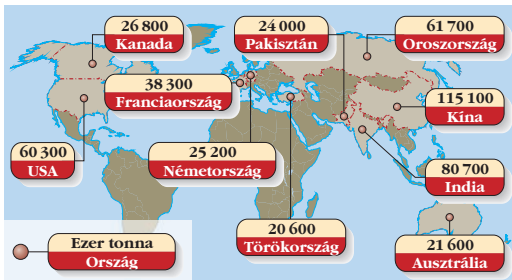 26 800
Kanada
24 000
Pakisztán
61 700
Oroszország
38 300
Franciaország
115 100
Kína
60 300
USA
25 200
Németország
80 700
India
20 600
Törökország
21 600
Ausztrália
Ezer tonna
Ország